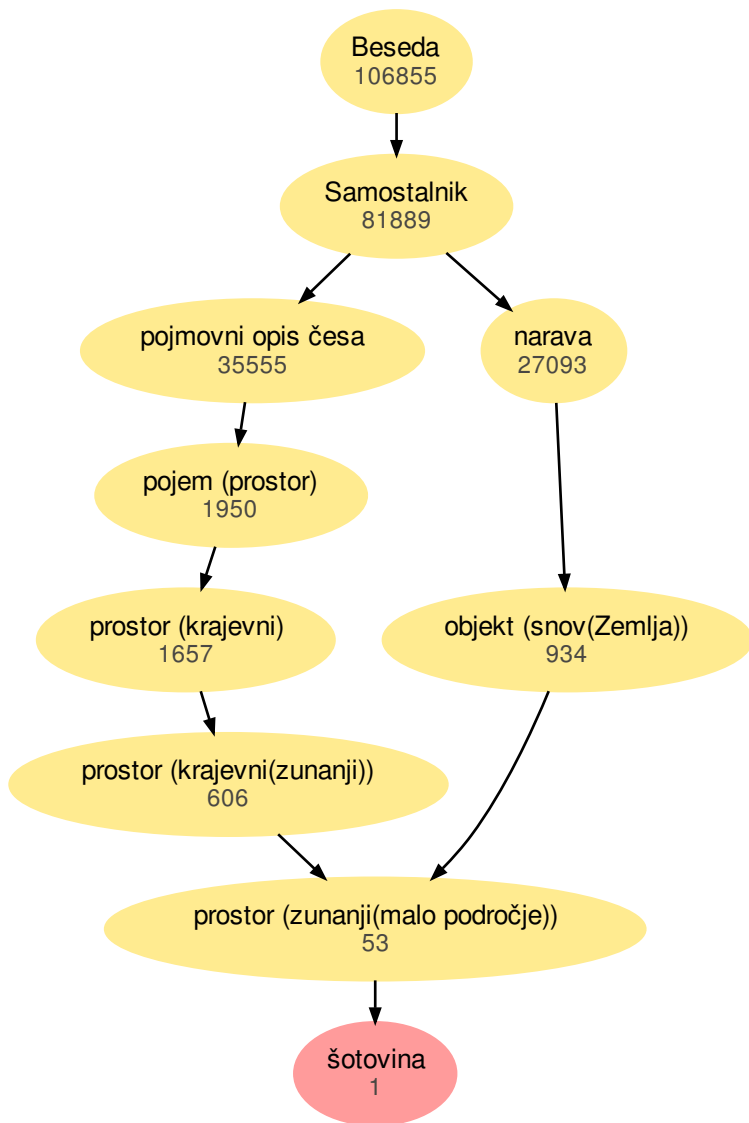 Beseda
106855
Samostalnik
81889
pojmovni opis česa
35555
narava
27093
pojem (prostor)
1950
prostor (krajevni)
1657
objekt (snov(Zemlja))
934
prostor (krajevni(zunanji))
606
prostor (zunanji(malo področje))
53
šotovina
1